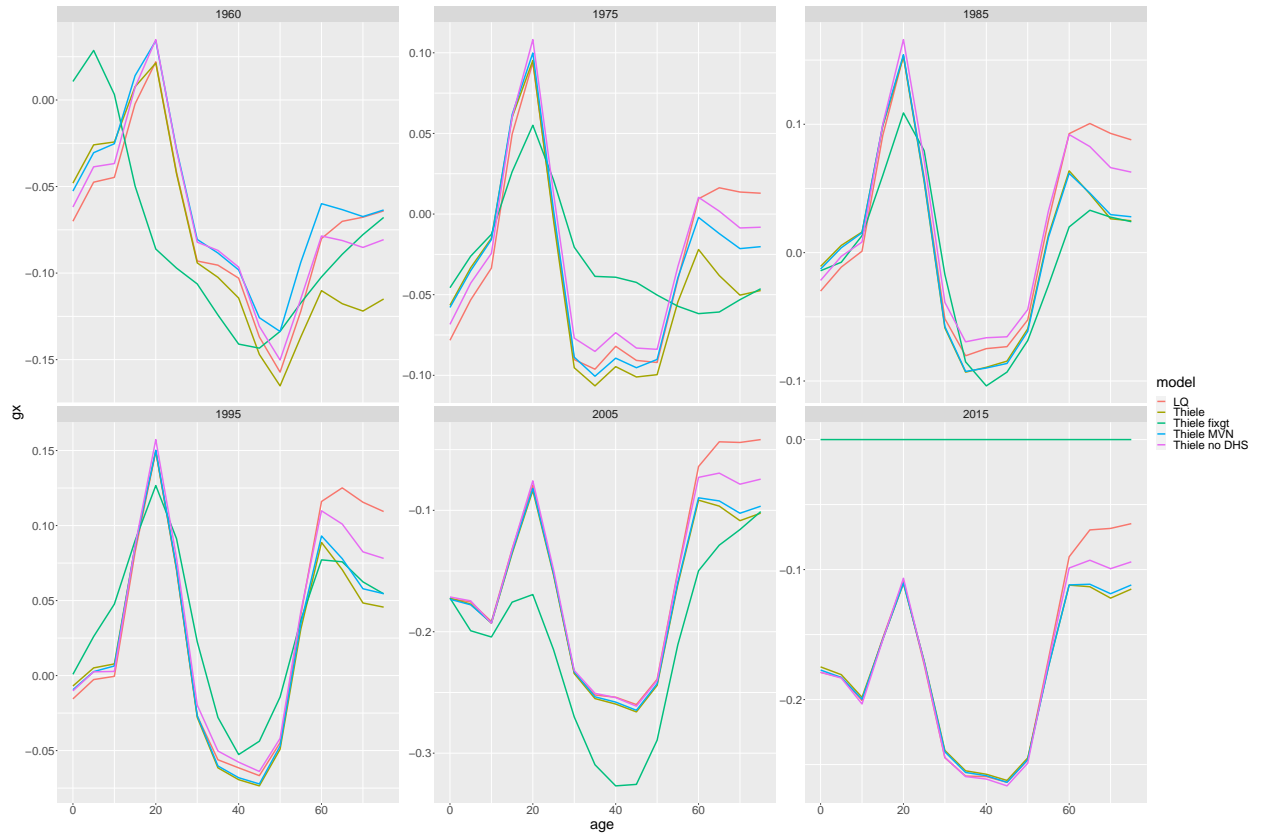 1960
1975
1985
0.00
−0.05
−0.10
−0.15
0.10
0.05
0.00
−0.05
−0.10
0.1
0.0
−0.1
1995
2005
2015
0.15
0.10
0.05
0.00
−0.05
−0.1
−0.2
−0.3
0.0
−0.1
−0.2
0 20 40 60
0 20 40 60
0 20 40 60
age
gx
model
LQ
Thiele
Thiele fixgt
Thiele MVN
Thiele no DHS